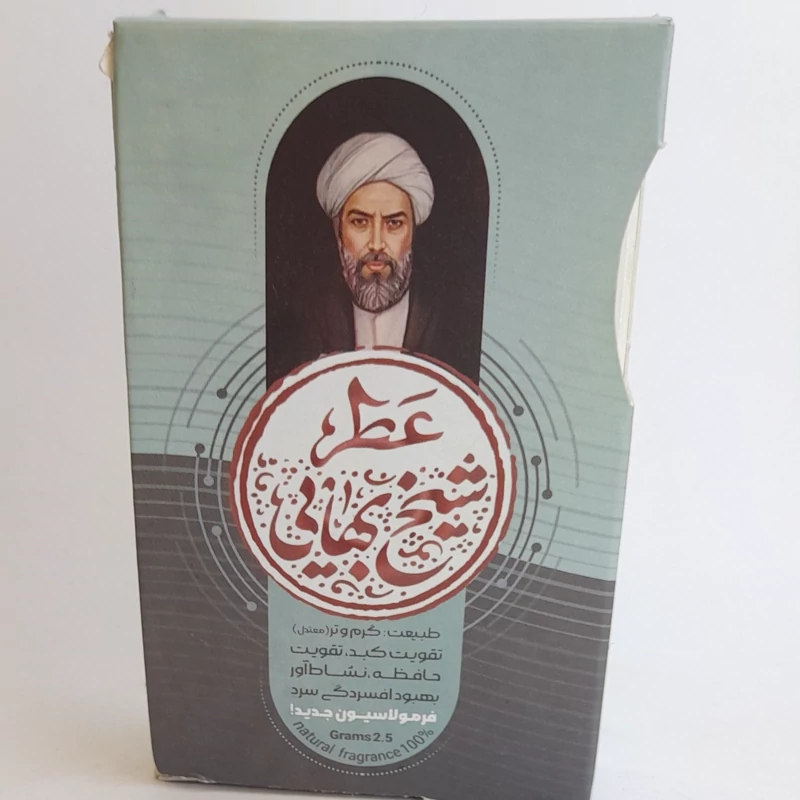 عطر
شیخ بهائی
طبیعت: گرم و تر (معتدل)
تقویت کبد، تقویت
حافظه، نشاط‌آور
بهبود افسردگی سرد
فرمولاسیون جدید!
Grams 2.5
natural fragrance 100%